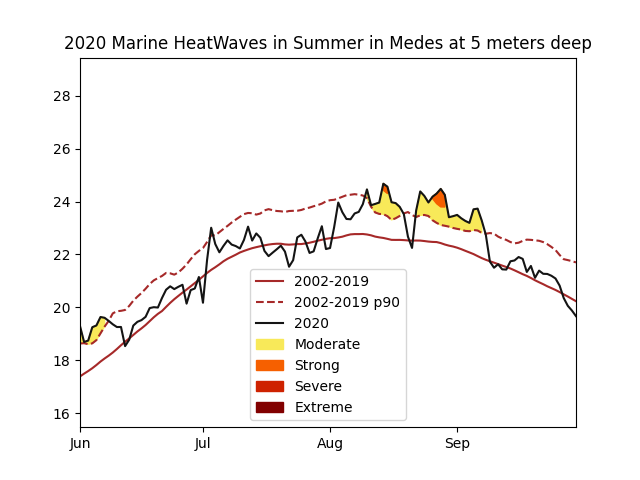 2020 Marine HeatWaves in Summer in Medes at 5 meters deep
28
26
24
22
20
18
16
Jun
Jul
Aug
Sep
2002-2019
2002-2019 p90
2020
Moderate
Strong
Severe
Extreme